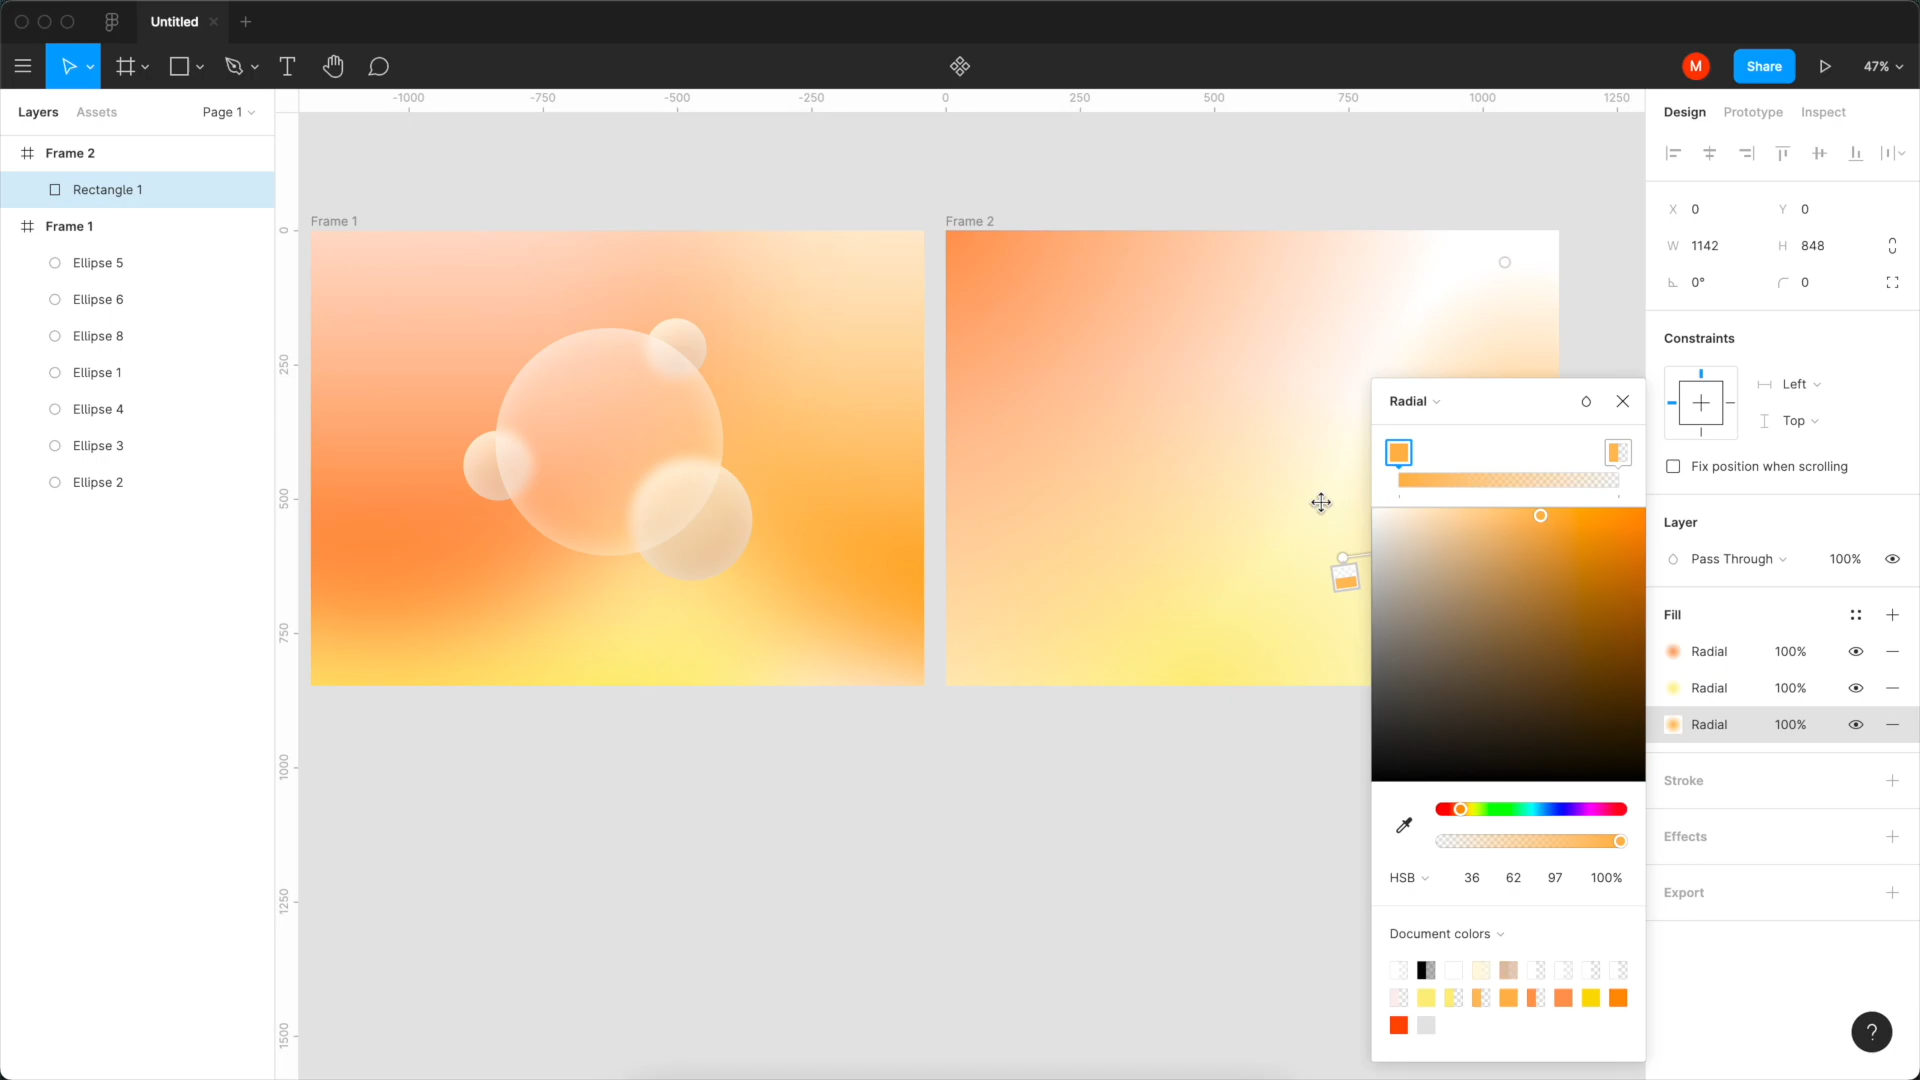 Untitled
M
Share
47%
Layers
Assets
Page 1
-1000
-750
-500
-250
0
250
500
750
1000
1250
Design
Prototype
Inspect
Frame 2
Rectangle 1
Frame 1
Ellipse 5
Ellipse 6
Ellipse 8
Ellipse 1
Ellipse 4
Ellipse 3
Ellipse 2
0
250
500
750
1000
1250
1500
Frame 1
Frame 2
Radial
HSB
36
62
97
100%
Document colors
X 0
Y 0
W 1142
H 848
0°
0
Constraints
Left
Top
Fix position when scrolling
Layer
Pass Through
100%
Fill
Radial
100%
Radial
100%
Radial
100%
Stroke
Effects
Export
?